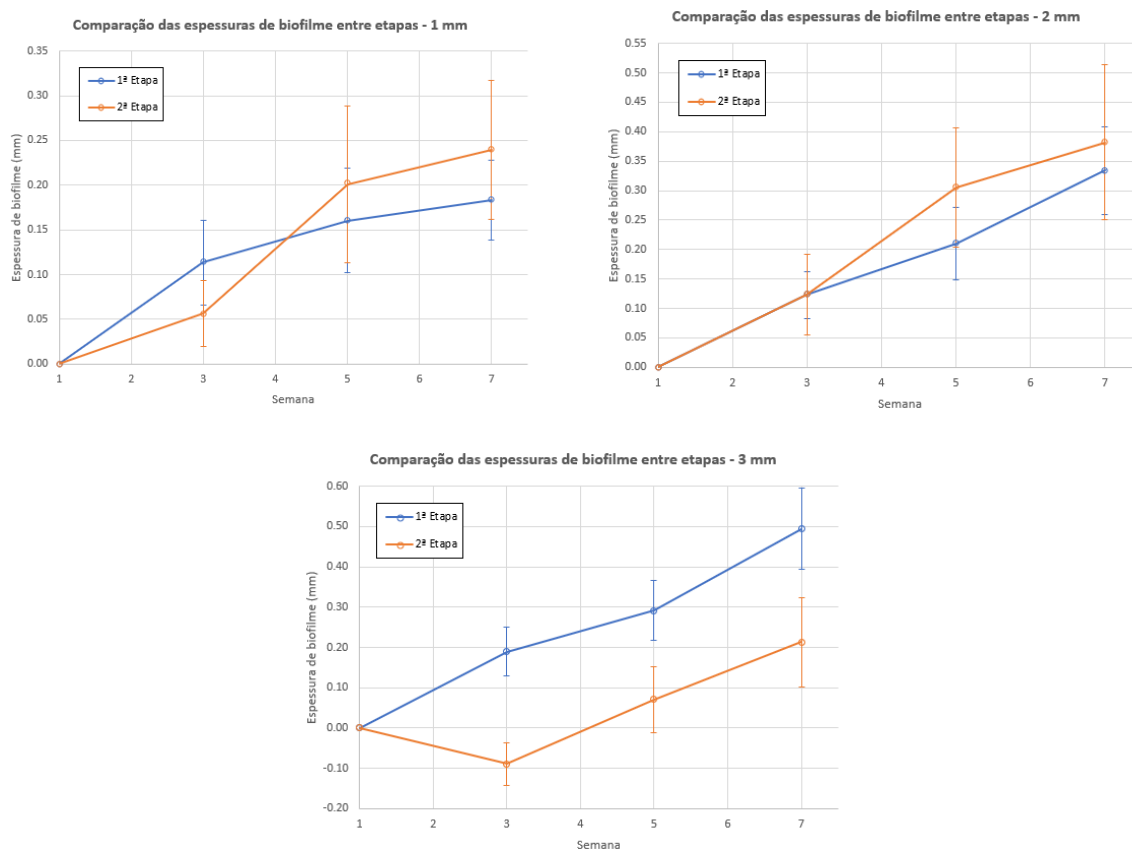 Comparação das espessuras de biofilme entre etapas - 1 mm
Espessura de biofilme (mm)
0.35
0.30
0.25
0.20
0.15
0.10
0.05
0.00
1ª Etapa
2ª Etapa
1 2 3 4 5 6 7
Semana
Comparação das espessuras de biofilme entre etapas - 2 mm
Espessura de biofilme (mm)
0.55
0.50
0.45
0.40
0.35
0.30
0.25
0.20
0.15
0.10
0.05
0.00
1ª Etapa
2ª Etapa
1 2 3 4 5 6 7
Semana
Comparação das espessuras de biofilme entre etapas - 3 mm
Espessura de biofilme (mm)
0.60
0.50
0.40
0.30
0.20
0.10
0.00
-0.10
-0.20
1ª Etapa
2ª Etapa
1 2 3 4 5 6 7
Semana